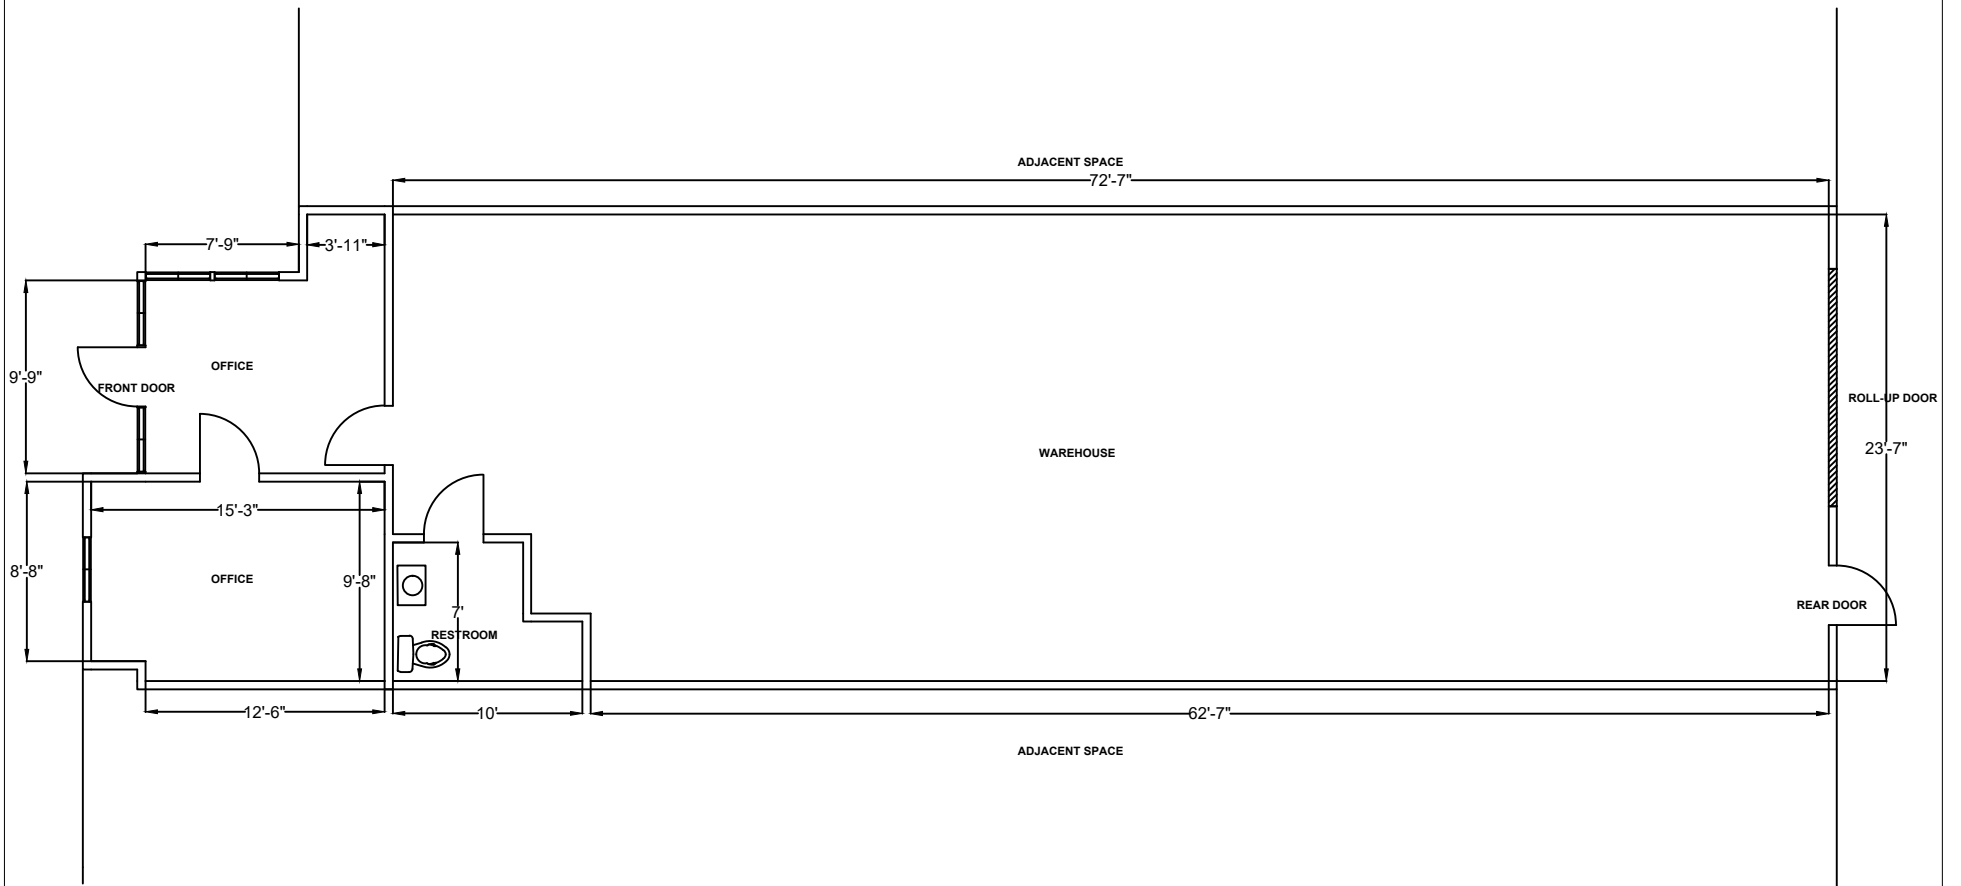 ADJACENT SPACE
72'-7"
7'-9"
3'-11"
OFFICE
9'-9"
FRONT DOOR
ROLL-UP DOOR
23'-7"
WAREHOUSE
15'-3"
8'-8"
OFFICE
9'-8"
7'
RESTROOM
REAR DOOR
12'-6"
10'
62'-7"
ADJACENT SPACE